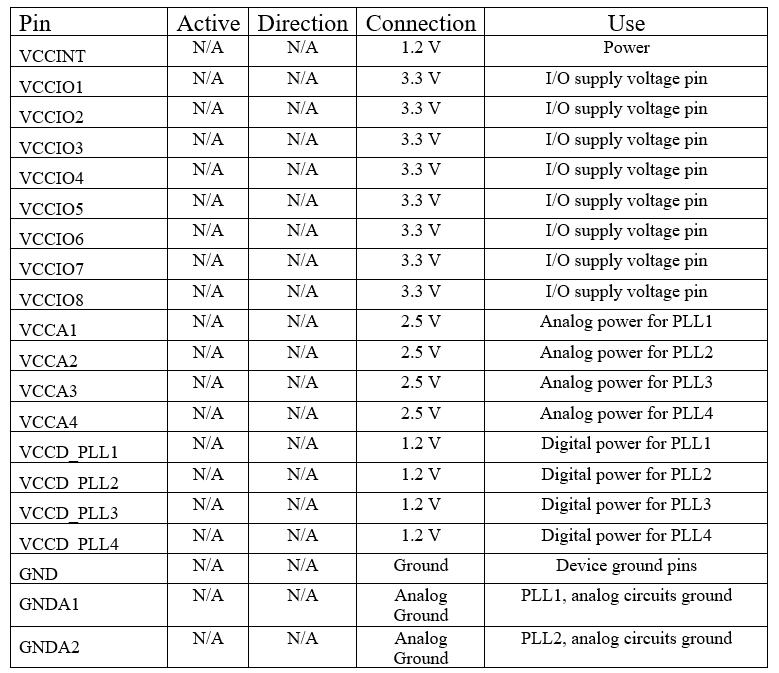 Pin Active Direction Connection Use
VCCINT N/A N/A 1.2 V Power
VCCIO1 N/A N/A 3.3 V I/O supply voltage pin
VCCIO2 N/A N/A 3.3 V I/O supply voltage pin
VCCIO3 N/A N/A 3.3 V I/O supply voltage pin
VCCIO4 N/A N/A 3.3 V I/O supply voltage pin
VCCIO5 N/A N/A 3.3 V I/O supply voltage pin
VCCIO6 N/A N/A 3.3 V I/O supply voltage pin
VCCIO7 N/A N/A 3.3 V I/O supply voltage pin
VCCIO8 N/A N/A 3.3 V I/O supply voltage pin
VCCA1 N/A N/A 2.5 V Analog power for PLL1
VCCA2 N/A N/A 2.5 V Analog power for PLL2
VCCA3 N/A N/A 2.5 V Analog power for PLL3
VCCA4 N/A N/A 2.5 V Analog power for PLL4
VCCD_PLL1 N/A N/A 1.2 V Digital power for PLL1
VCCD_PLL2 N/A N/A 1.2 V Digital power for PLL2
VCCD_PLL3 N/A N/A 1.2 V Digital power for PLL3
VCCD_PLL4 N/A N/A 1.2 V Digital power for PLL4
GND N/A N/A Ground Device ground pins
GNDA1 N/A N/A Analog PLL1, analog circuits ground
Ground
GNDA2 N/A N/A Analog PLL2, analog circuits ground
Ground